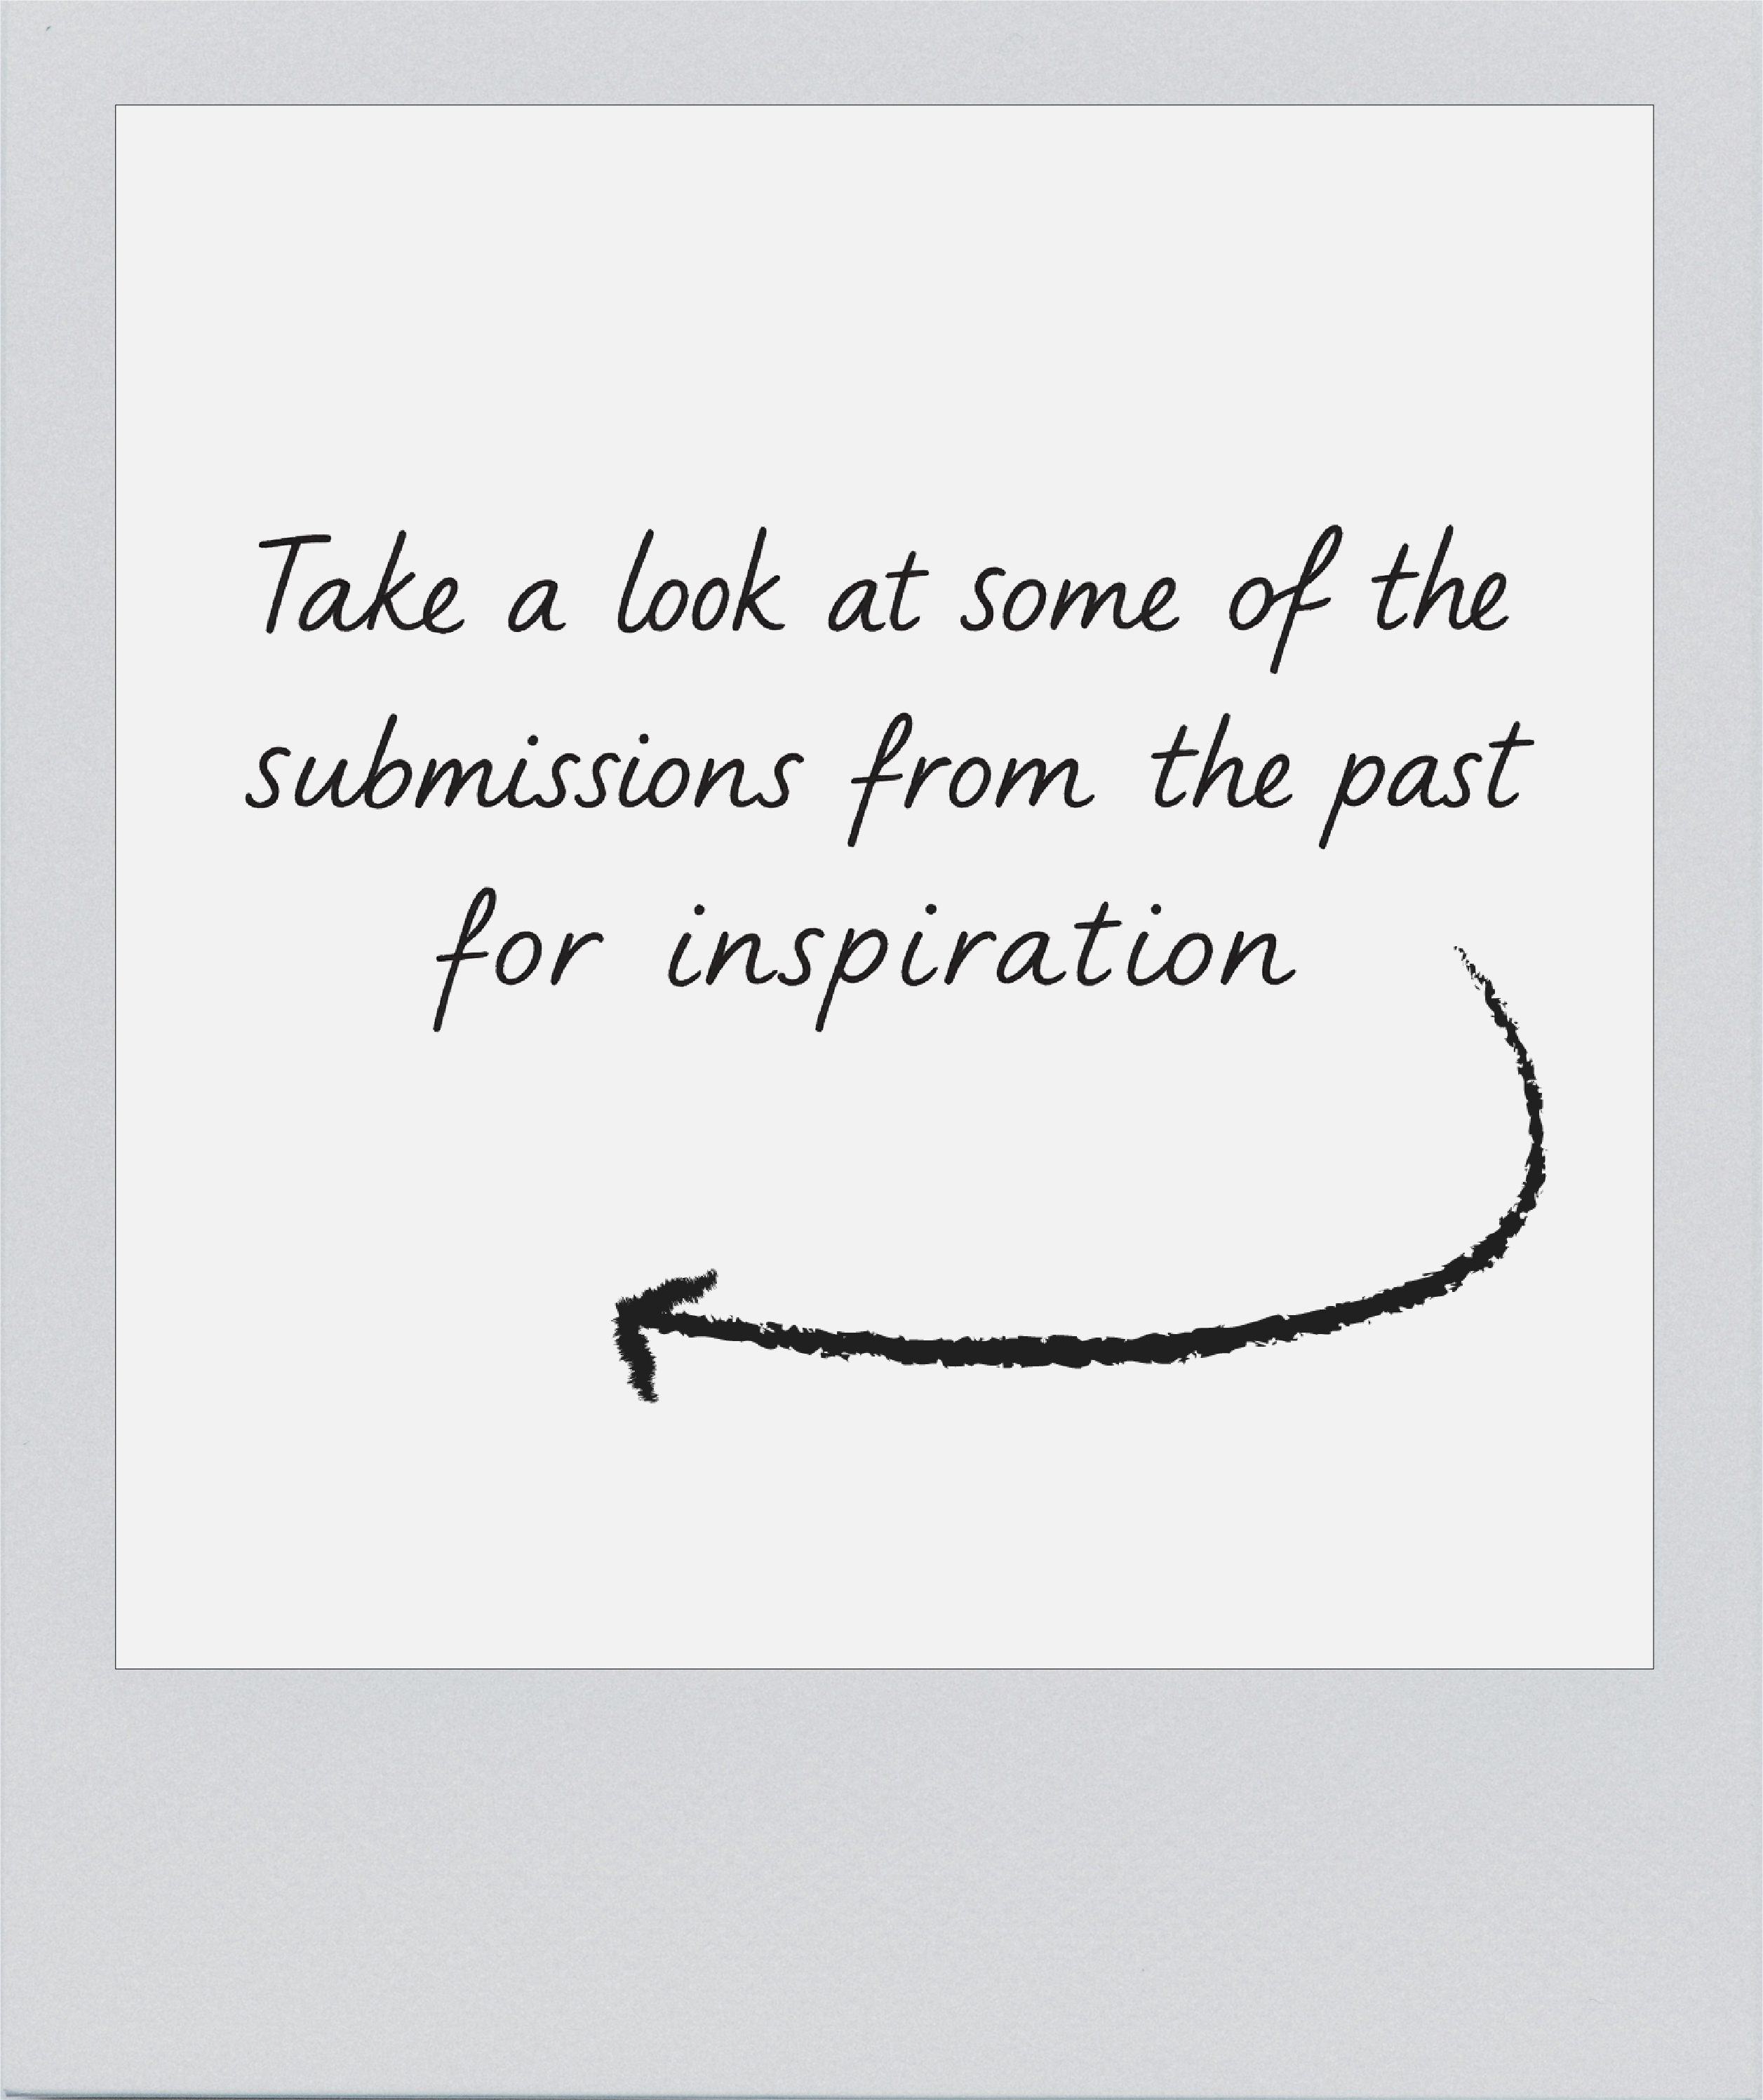 Take a look at some of the
submissions from the past
for inspiration